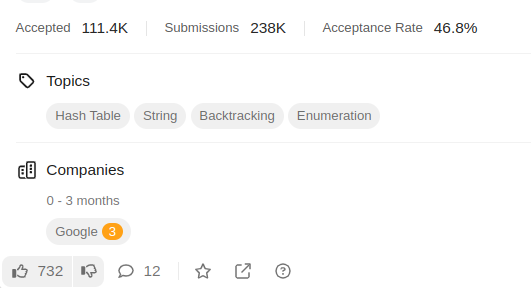 Accepted 111.4K Submissions 238K Acceptance Rate 46.8%
Topics
Hash Table String Backtracking Enumeration
Companies
0 - 3 months
Google 3
732 12